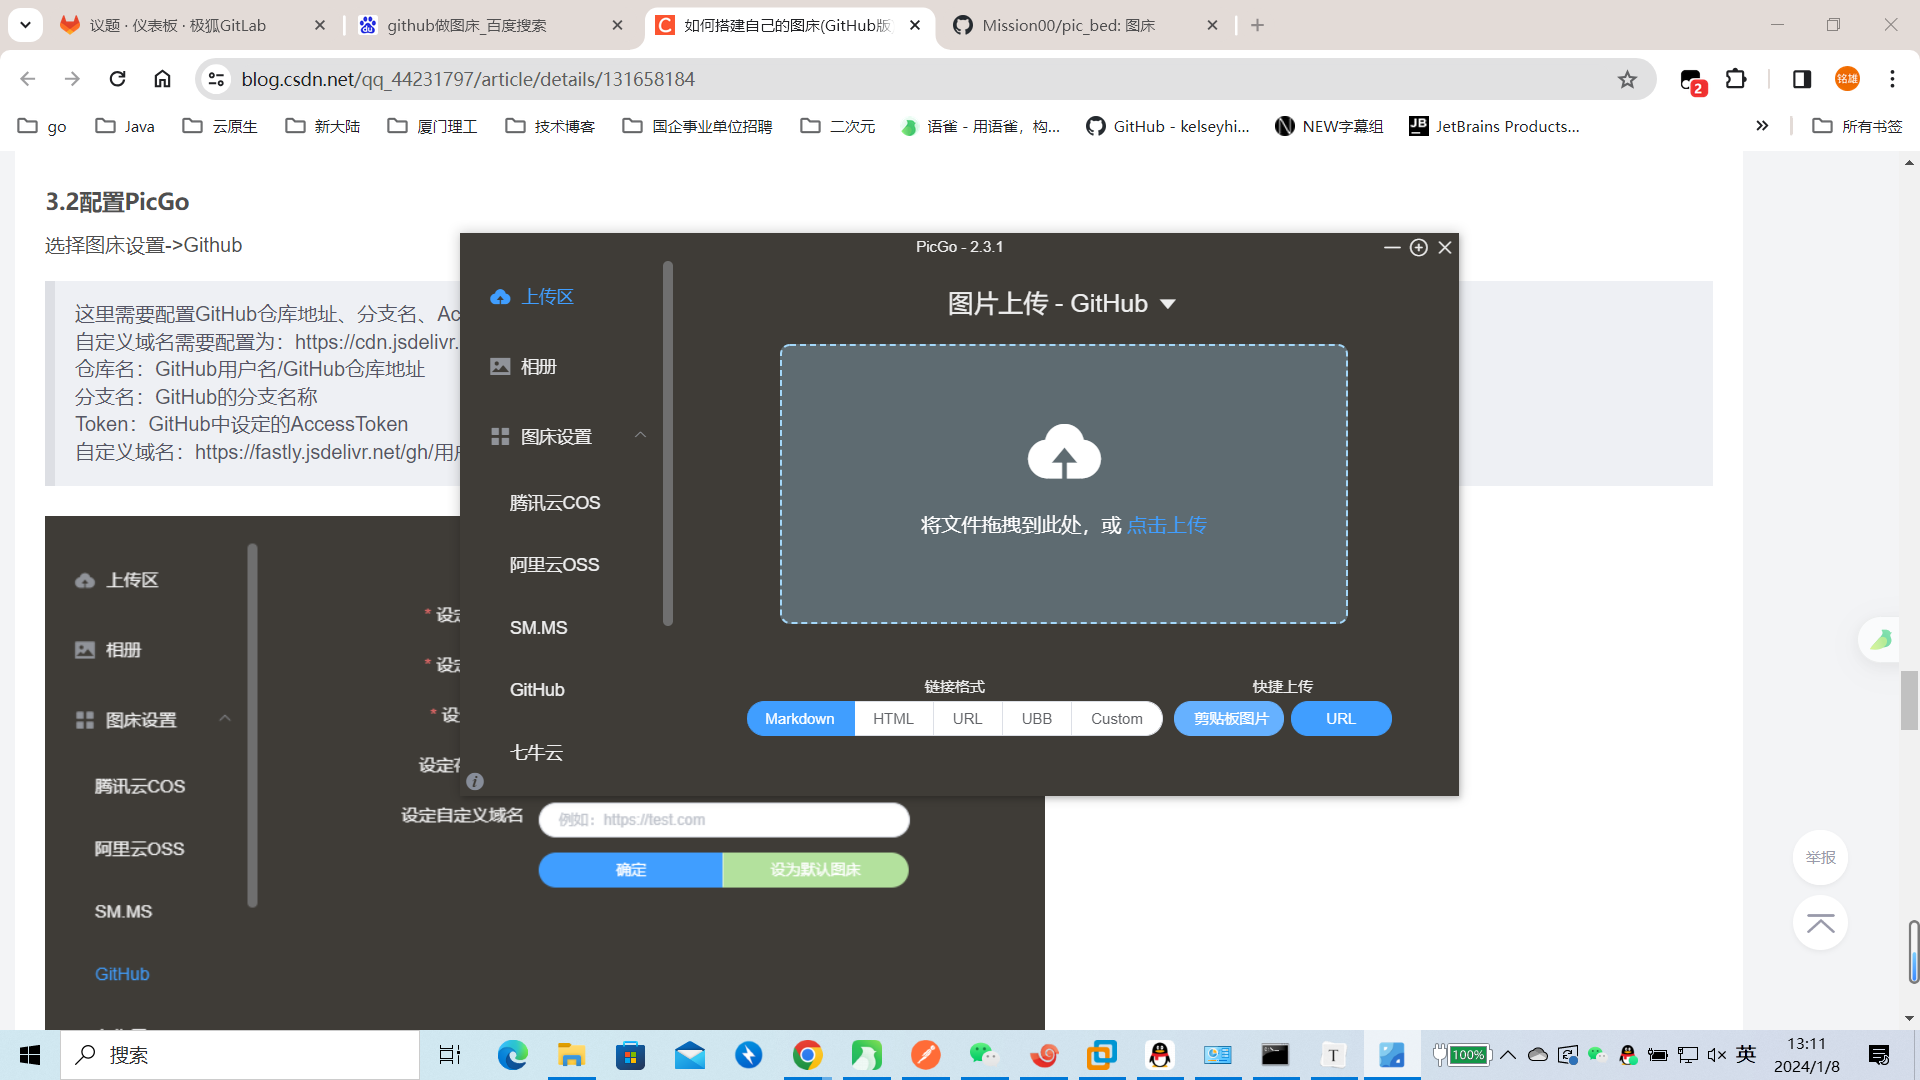 议题 · 仪表板 · 极狐GitLab
github做图床_百度搜索
如何搭建自己的图床(GitHub版
Mission00/pic_bed: 图床
blog.csdn.net/qq_44231797/article/details/131658184
2
铭雄
go
Java
云原生
新大陆
厦门理工
技术博客
国企事业单位招聘
二次元
语雀 - 用语雀，构...
GitHub - kelseyhi...
NEW字幕组
JetBrains Products...
所有书签
3.2配置PicGo
选择图床设置->Github
这里需要配置GitHub仓库地址、分支名、Ac
自定义域名需要配置为：https://cdn.jsdelivr.
仓库名：GitHub用户名/GitHub仓库地址
分支名：GitHub的分支名称
Token：GitHub中设定的AccessToken
自定义域名：https://fastly.jsdelivr.net/gh/用户
PicGo - 2.3.1
上传区
相册
图床设置
腾讯云COS
阿里云OSS
SM.MS
GitHub
七牛云
图片上传 - GitHub
将文件拖拽到此处，或 点击上传
链接格式
快捷上传
Markdown
HTML
URL
UBB
Custom
剪贴板图片
URL
上传区
相册
图床设置
腾讯云COS
阿里云OSS
SM.MS
GitHub
* 设定
* 设定
* 设
设定存
设定自定义域名
例如：https://test.com
确定
设为默认图床
举报
搜索
100%
英
13:11
2024/1/8